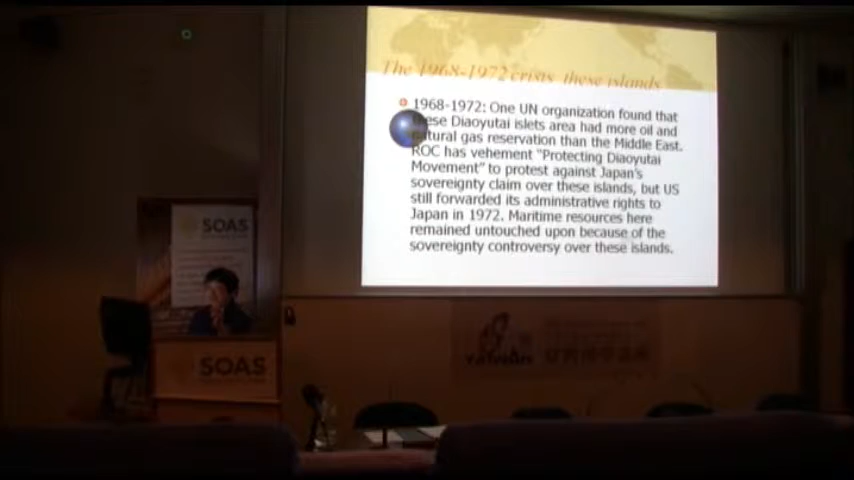 The 1968-1972 crisis these islands
1968-1972: One UN organization found that
these Diaoyutai islets area had more oil and
natural gas reservation than the Middle East.
ROC has vehement "Protecting Diaoyutai
Movement" to protest against Japan's
sovereignty claim over these islands, but US
still forwarded its administrative rights to
Japan in 1972. Maritime resources here
remained untouched upon because of the
sovereignty controversy over these islands.
SOAS
SOAS
TAIWAN